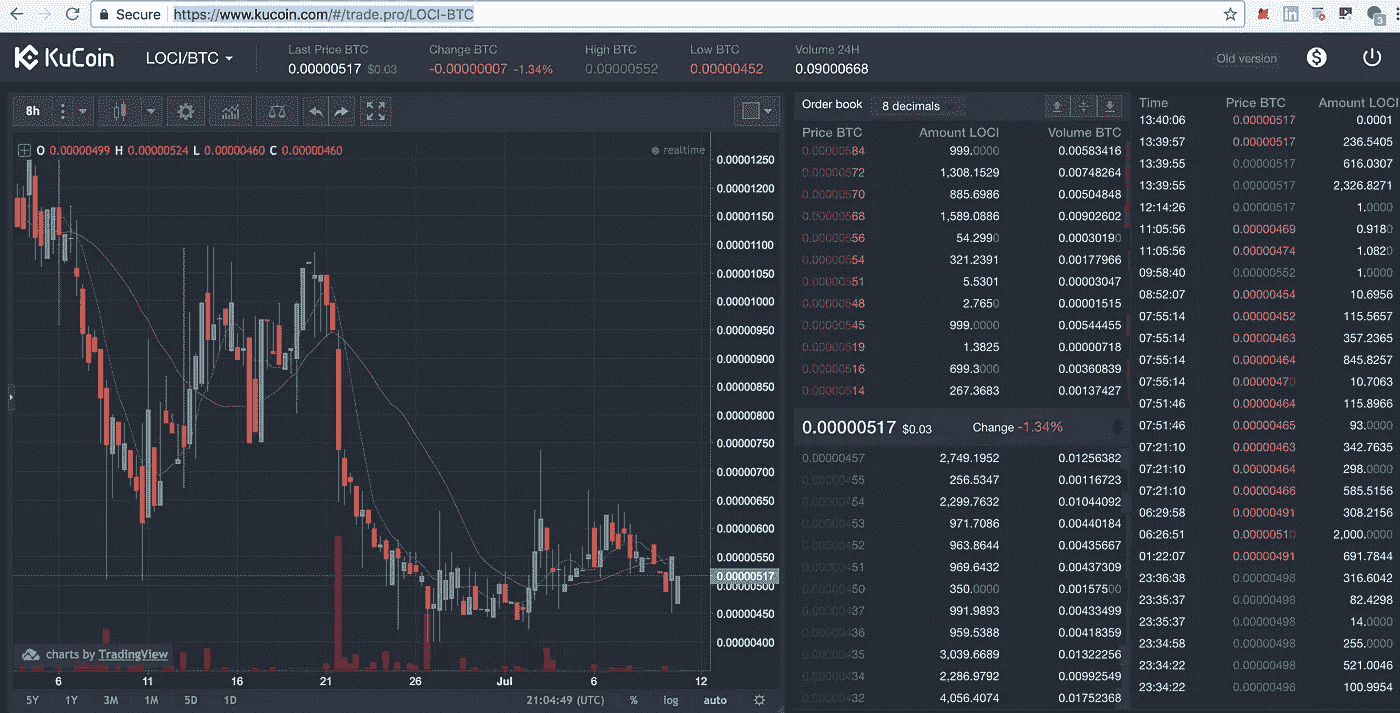 Secure https://www.kucoin.com/#/trade.pro/LOCI-BTC
3
KuCoin LOCI/BTC
Last Price BTC Change BTC High BTC Low BTC Volume 24H
0.00000517 $0.03 -0.00000007 -1.34% 0.00000552 0.00000452 0.09000668
Old version
8h
O 0.00000499 H 0.00000524 L 0.00000460 C 0.00000460
realtime
0.00001250
0.00001200
0.00001150
0.00001100
0.00001050
0.00001000
0.00000950
0.00000900
0.00000850
0.00000800
0.00000750
0.00000700
0.00000650
0.00000600
0.00000550
0.00000517
0.00000500
0.00000450
0.00000400
charts by TradingView
6 11 16 21 26 Jul 6 12
5Y 1Y 3M 1M 5D 1D 21:04:49 (UTC) % log auto
Order book 8 decimals
Price BTC Amount LOCI Volume BTC
0.00000584 999.0000 0.00583416
0.00000572 1,308.1529 0.00748264
0.00000570 885.6986 0.00504848
0.00000568 1,589.0886 0.00902602
0.00000556 54.2990 0.00030190
0.00000554 321.2391 0.00177966
0.00000551 5.5301 0.00003047
0.00000548 2.7650 0.00001515
0.00000545 999.0000 0.00544455
0.00000519 1.3825 0.00000718
0.00000516 699.3000 0.00360839
0.00000514 267.3683 0.00137427
0.00000517 $0.03 Change -1.34%
0.00000457 2,749.1952 0.01256382
0.00000455 256.5347 0.00116723
0.00000454 2,299.7632 0.01044092
0.00000453 971.7086 0.00440184
0.00000452 963.8644 0.00435667
0.00000451 969.6432 0.00437309
0.00000450 350.0000 0.00157500
0.00000437 991.9893 0.00433499
0.00000436 959.5388 0.00418359
0.00000435 3,039.6689 0.01322256
0.00000434 2,286.9792 0.00992549
0.00000432 4,056.4074 0.01752368
Time Price BTC Amount LOCI
13:40:06 0.00000517 0.0001
13:39:57 0.00000517 236.5405
13:39:55 0.00000517 616.0307
13:39:55 0.00000517 2,326.8271
12:14:26 0.00000517 1.0000
11:05:56 0.00000469 0.9180
11:05:56 0.00000474 1.0820
09:58:40 0.00000552 1.0000
08:52:07 0.00000454 10.6956
07:55:14 0.00000452 115.5657
07:55:14 0.00000463 357.2365
07:55:14 0.00000464 845.8257
07:55:14 0.00000470 10.7063
07:51:46 0.00000464 115.8966
07:51:46 0.00000465 93.0000
07:21:10 0.00000463 342.7635
07:21:10 0.00000464 298.0000
07:21:10 0.00000466 585.5156
06:29:58 0.00000491 308.2156
06:26:51 0.00000510 2,000.0000
01:22:07 0.00000491 691.7844
23:36:38 0.00000498 316.6042
23:35:37 0.00000498 82.4298
23:35:37 0.00000498 14.0000
23:34:58 0.00000498 255.0000
23:34:22 0.00000498 521.0046
23:34:22 0.00000498 100.9954